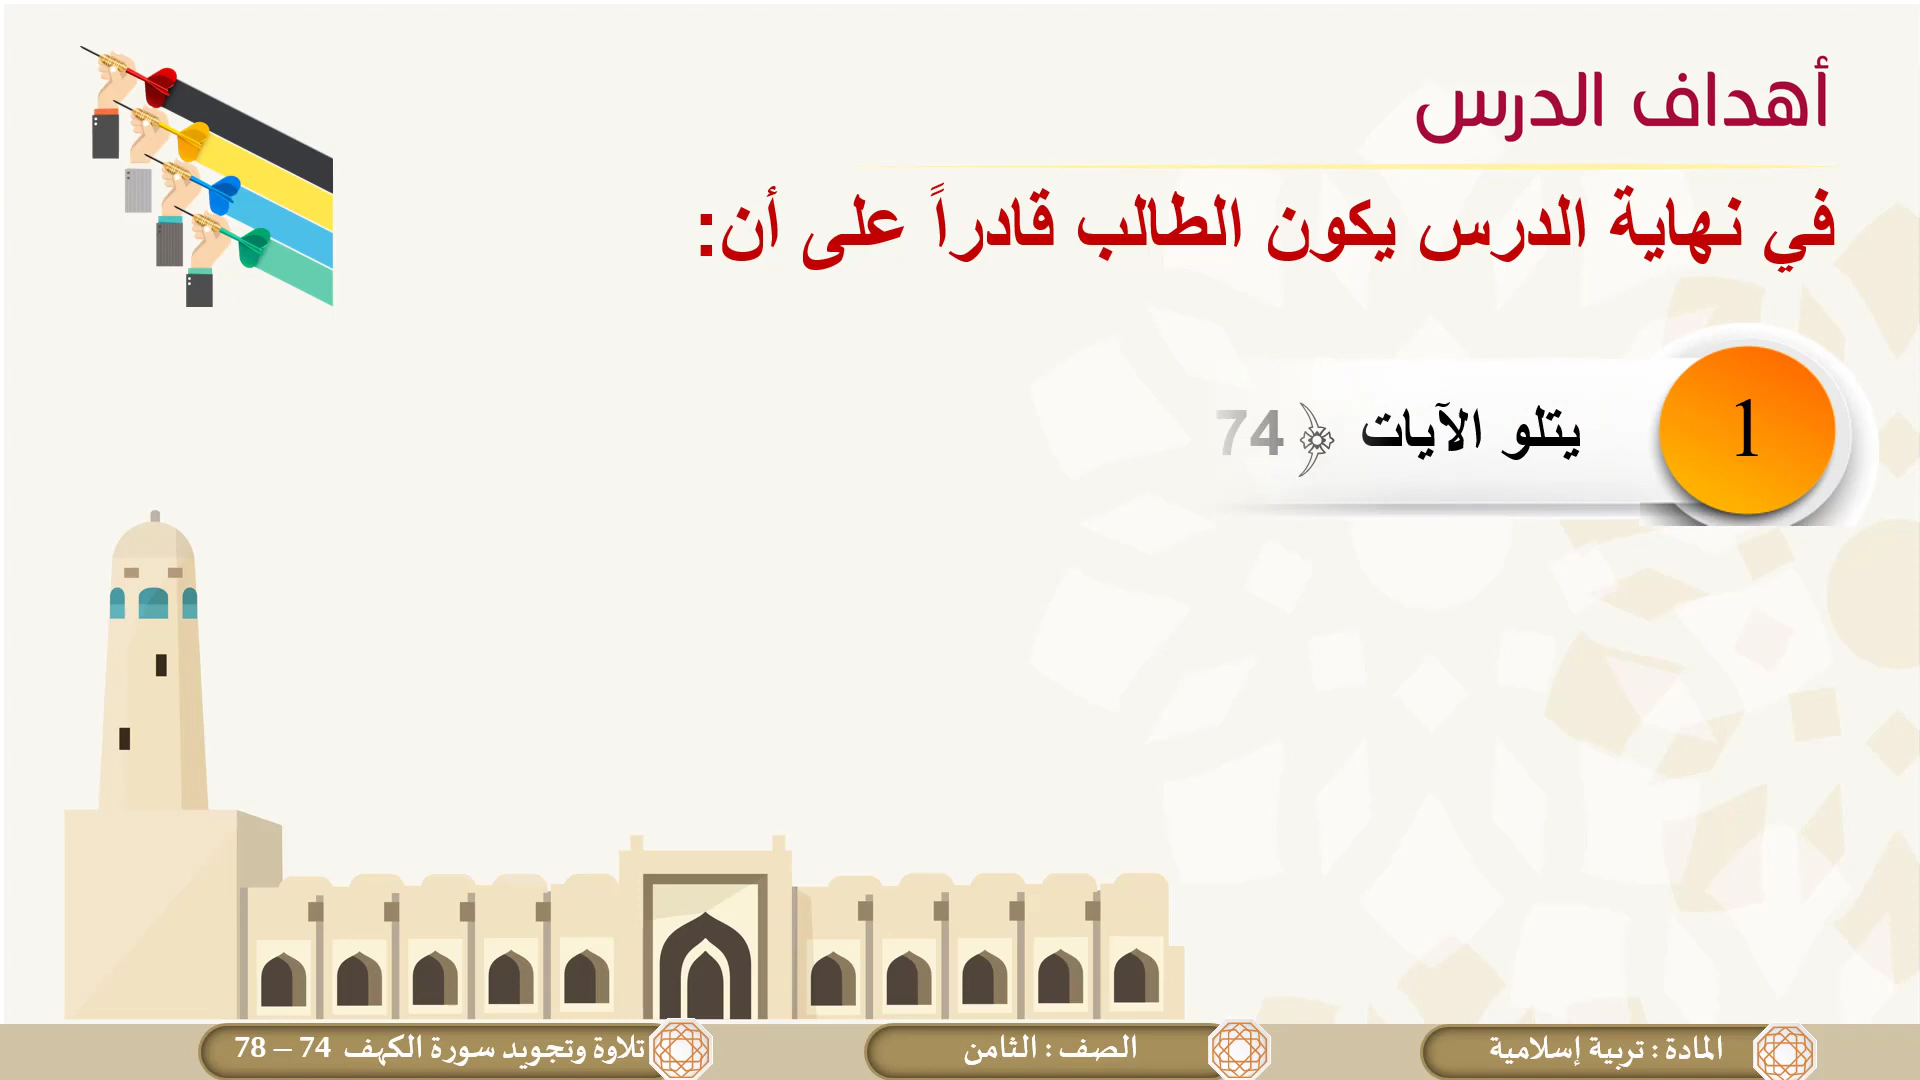 أهداف الدرس
في نهاية الدرس يكون الطالب قادراً على أن:
1
يتلو الآيات ﴿74
المادة : تربية إسلامية
الصف : الثامن
تلاوة وتجويد سورة الكهف 74 – 78